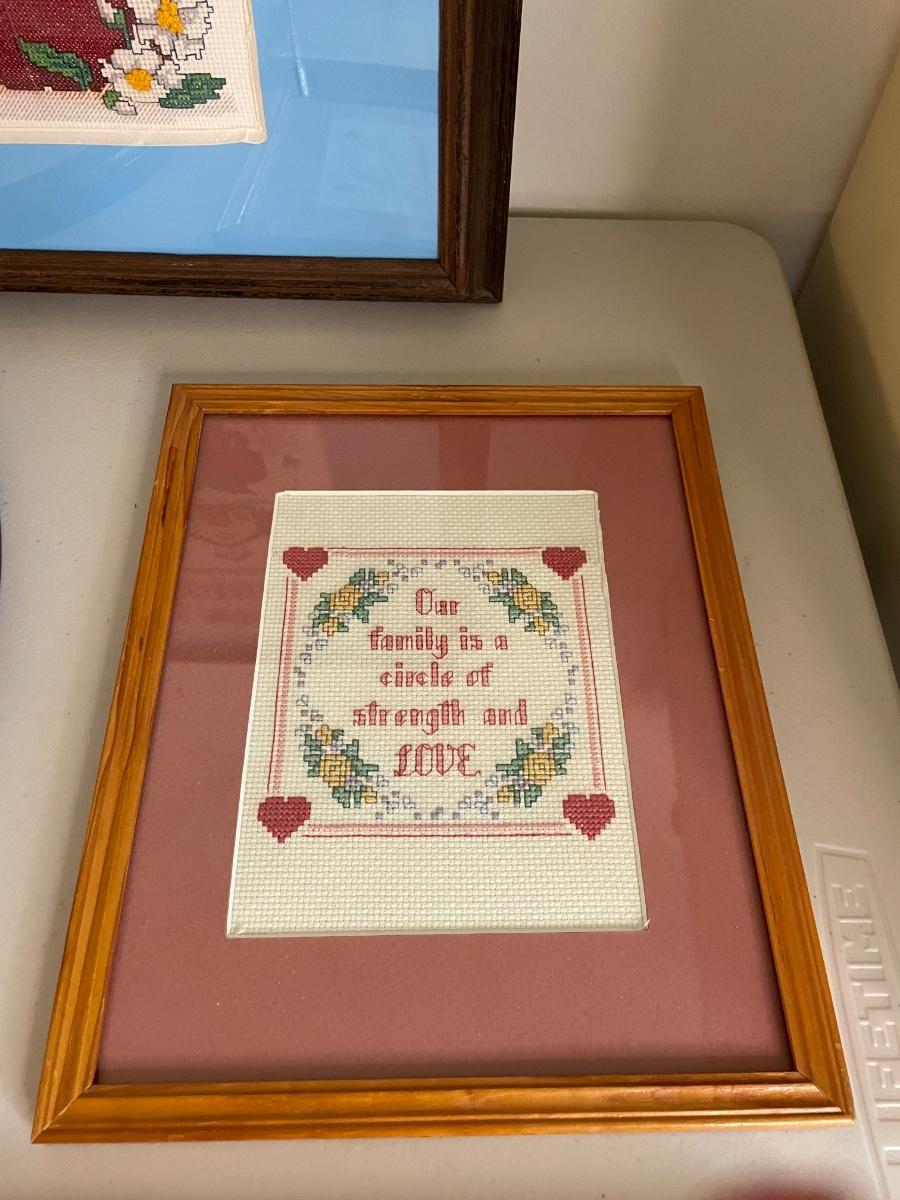 Our
family is a
circle of
strength and
LOVE
LIFETIME